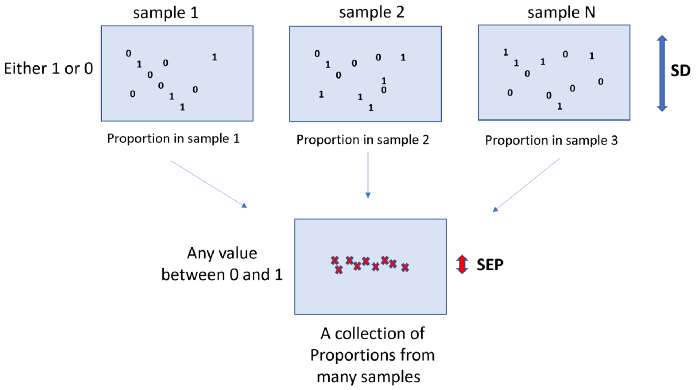 sample 1
sample 2
sample N
Either 1 or 0
0 1
1 0
0
0 0
0 1
1
0 0 1
1 0
0 1
0
1 1
1
1 0 1
1 1
0
0
0 0 0
1
SD
Proportion in sample 1
Proportion in sample 2
Proportion in sample 3
Any value
between 0 and 1
SEP
A collection of
Proportions from
many samples